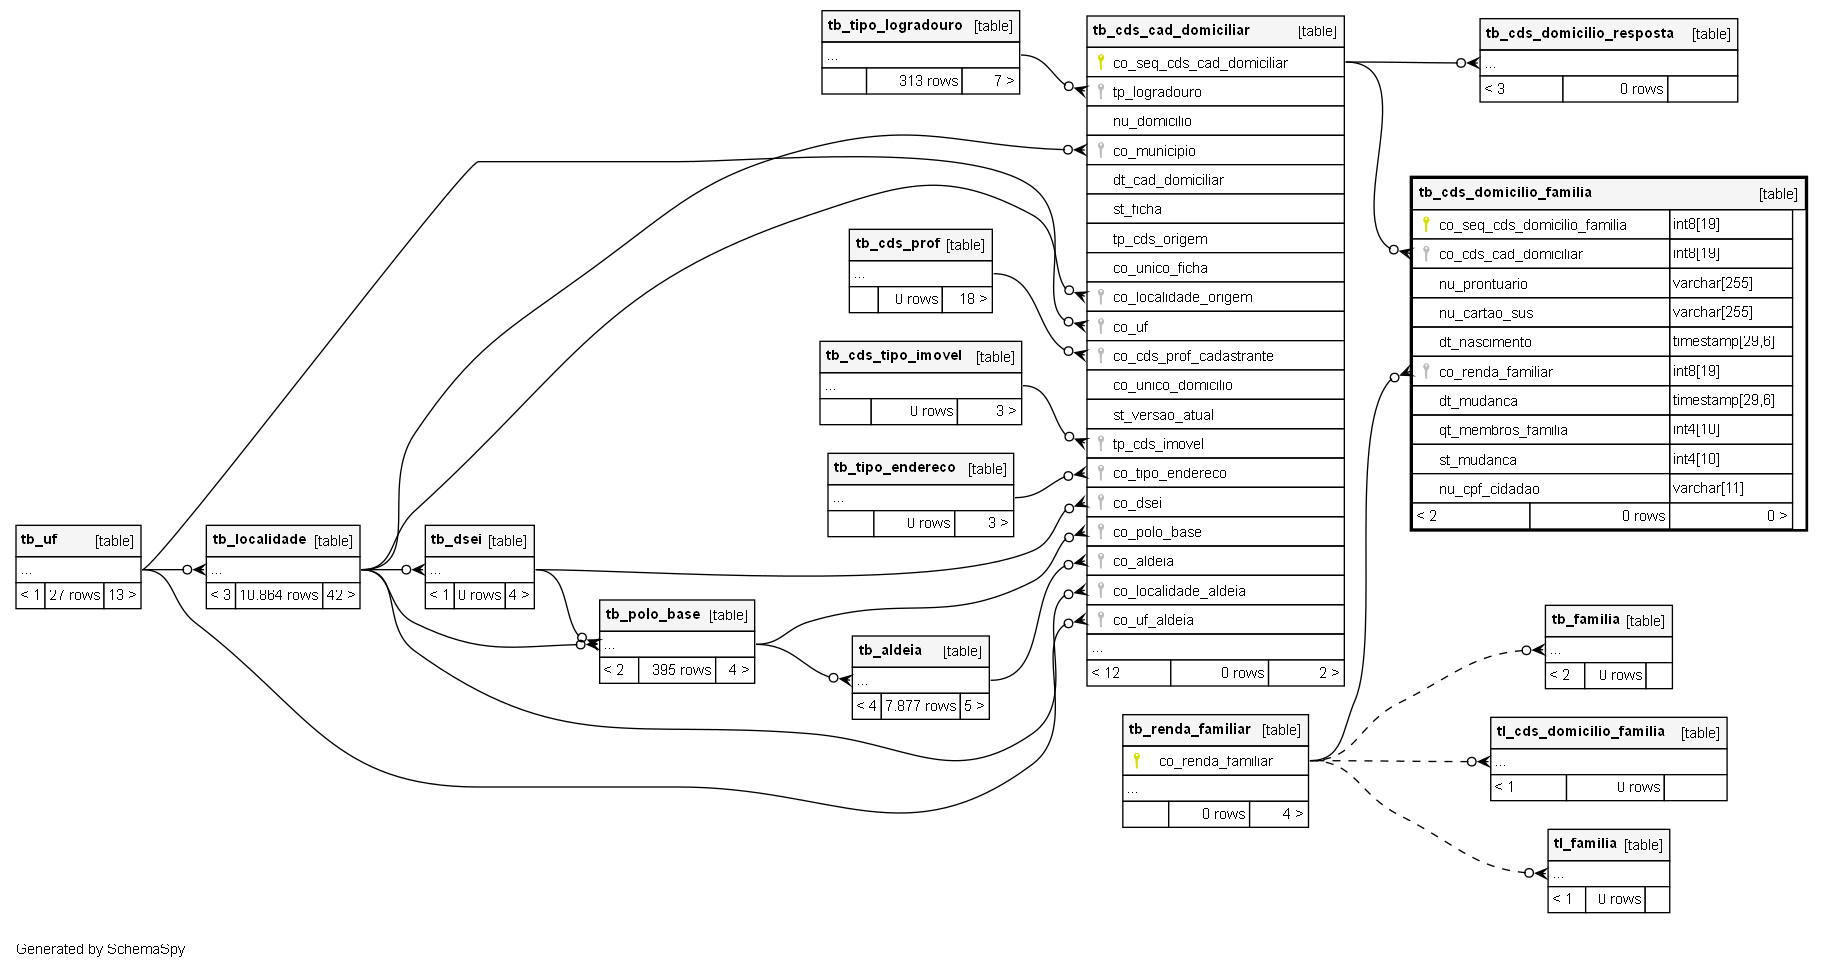 tb_tipo_logradouro [table]
...
313 rows 7 >
tb_cds_prof [table]
...
0 rows 18 >
tb_cds_tipo_imovel [table]
...
0 rows 3 >
tb_tipo_endereco [table]
...
0 rows 3 >
tb_uf [table]
...
< 1 27 rows 13 >
tb_localidade [table]
...
< 3 10.864 rows 42 >
tb_dsei [table]
...
< 1 0 rows 4 >
tb_polo_base [table]
...
< 2 395 rows 4 >
tb_aldeia [table]
...
< 4 7.877 rows 5 >
tb_cds_cad_domiciliar [table]
co_seq_cds_cad_domiciliar
tp_logradouro
nu_domicilio
co_municipio
dt_cad_domiciliar
st_ficha
tp_cds_origem
co_unico_ficha
co_localidade_origem
co_uf
co_cds_prof_cadastrante
co_unico_domicilio
st_versao_atual
tp_cds_imovel
co_tipo_endereco
co_dsei
co_polo_base
co_aldeia
co_localidade_aldeia
co_uf_aldeia
...
< 12 0 rows 2 >
tb_renda_familiar [table]
co_renda_familiar
...
0 rows 4 >
tb_cds_domicilio_resposta [table]
...
< 3 0 rows
tb_cds_domicilio_familia [table]
co_seq_cds_domicilio_familia int8[19]
co_cds_cad_domiciliar int8[19]
nu_prontuario varchar[255]
nu_cartao_sus varchar[255]
dt_nascimento timestamp[29,6]
co_renda_familiar int8[19]
dt_mudanca timestamp[29,6]
qt_membros_familia int4[10]
st_mudanca int4[10]
nu_cpf_cidadao varchar[11]
< 2 0 rows 0 >
tb_familia [table]
...
< 2 0 rows
tl_cds_domicilio_familia [table]
...
< 1 0 rows
tl_familia [table]
...
< 1 0 rows
Generated by SchemaSpy